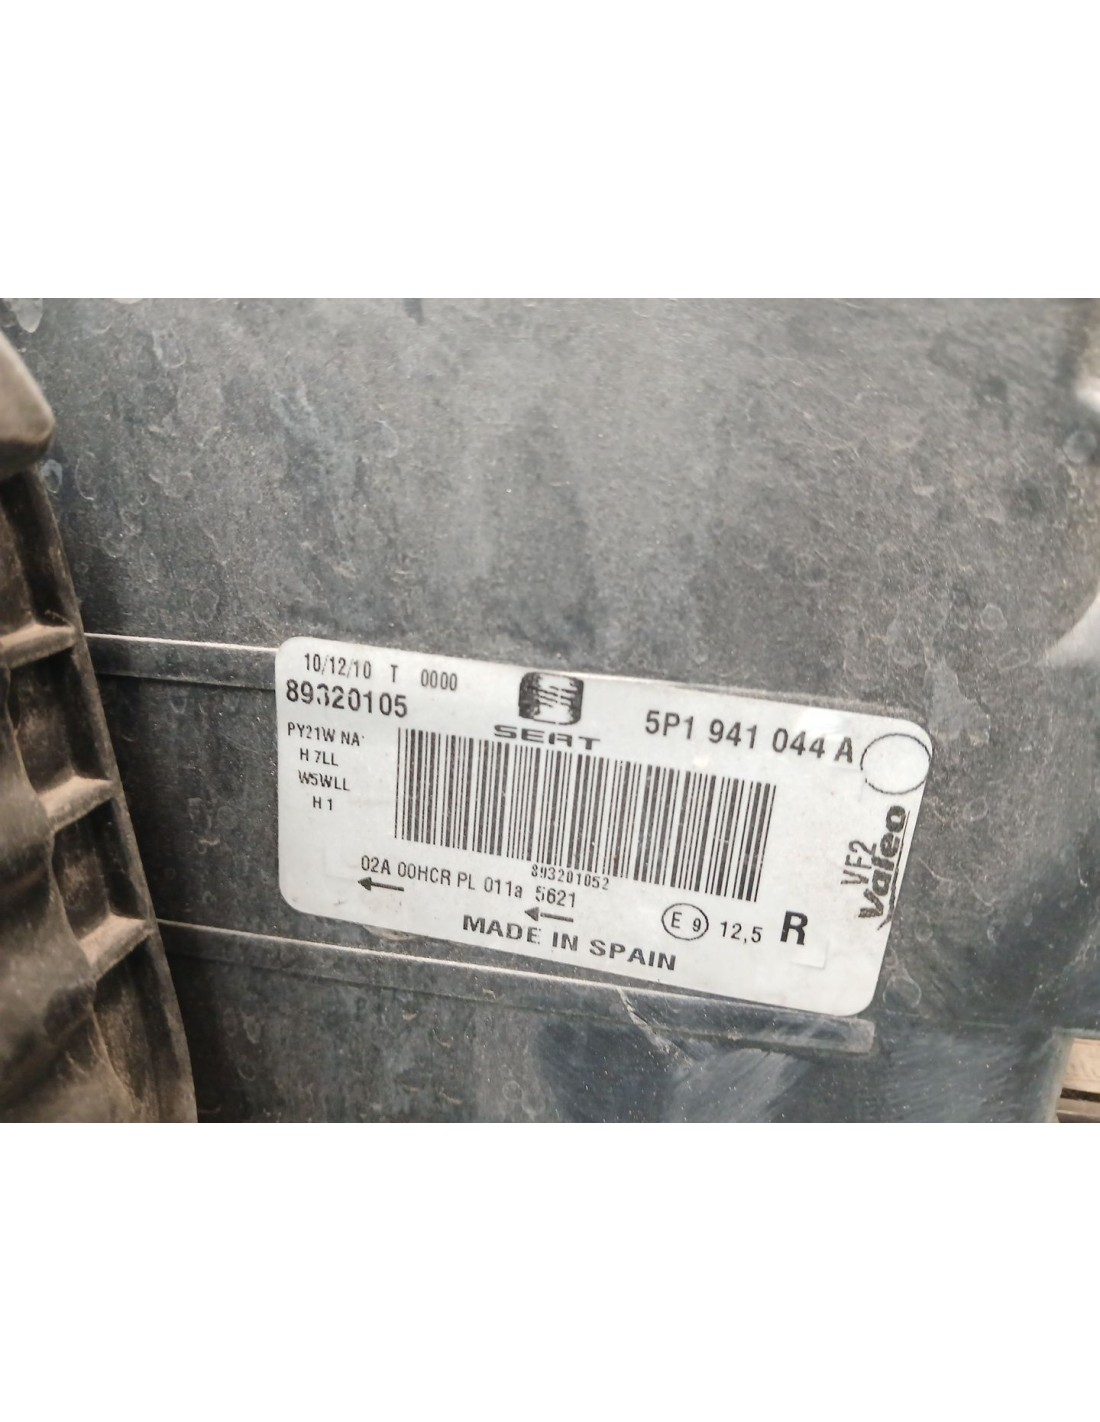 10/12/10 T 0000
89320105
SEAT
5P1 941 044 A
PY21W NA
H 7LL
W5WLL
H 1
893201052
02A 00HCR PL 011a 5621
E 9 12,5 R
MADE IN SPAIN
VF2
Valeo